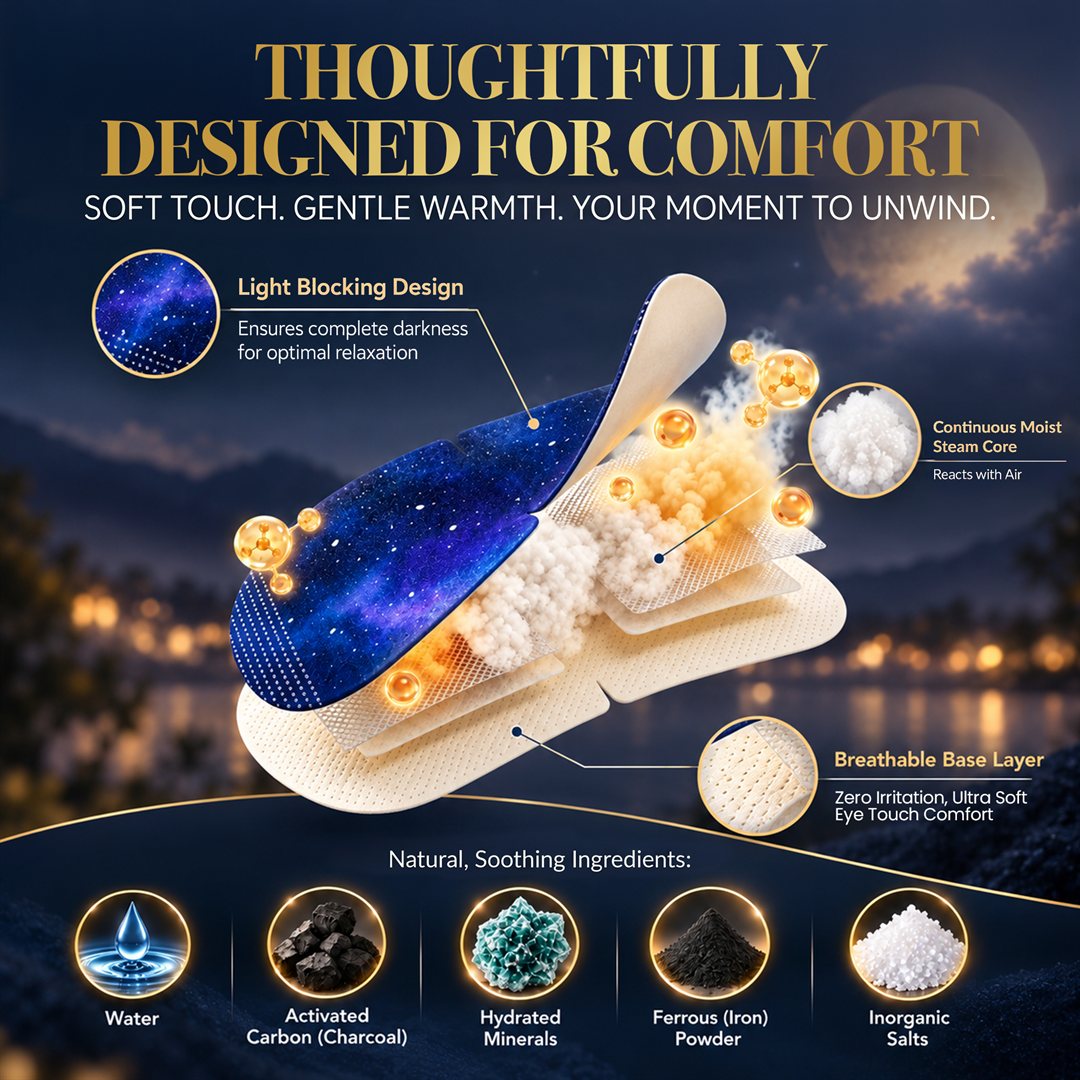 THOUGHTFULLY
DESIGNED FOR COMFORT
SOFT TOUCH. GENTLE WARMTH. YOUR MOMENT TO UNWIND.
Light Blocking Design
Ensures complete darkness
for optimal relaxation
Continuous Moist
Steam Core
Reacts with Air
Breathable Base Layer
Zero Irritation, Ultra Soft
Eye Touch Comfort
Natural, Soothing Ingredients:
Water
Activated
Carbon (Charcoal)
Hydrated
Minerals
Ferrous (Iron)
Powder
Inorganic
Salts